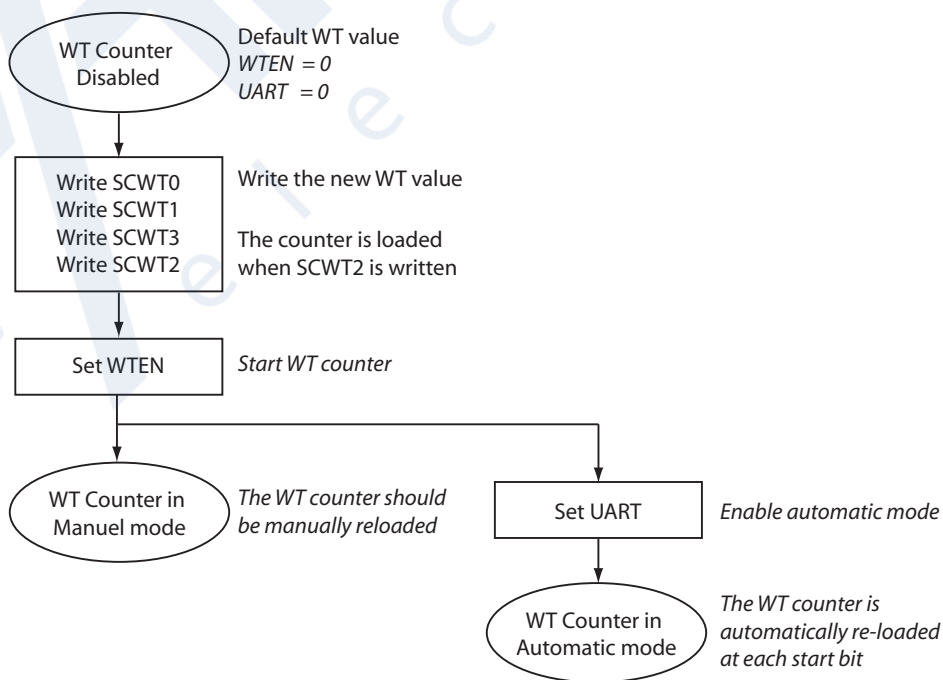 WT Counter
Disabled
Default WT value
WTEN = 0
UART = 0
Write SCWT0
Write SCWT1
Write SCWT3
Write SCWT2
Write the new WT value
The counter is loaded
when SCWT2 is written
Set WTEN
Start WT counter
WT Counter in
Manuel mode
The WT counter should
be manually reloaded
Set UART
Enable automatic mode
WT Counter in
Automatic mode
The WT counter is
automatically re-loaded
at each start bit